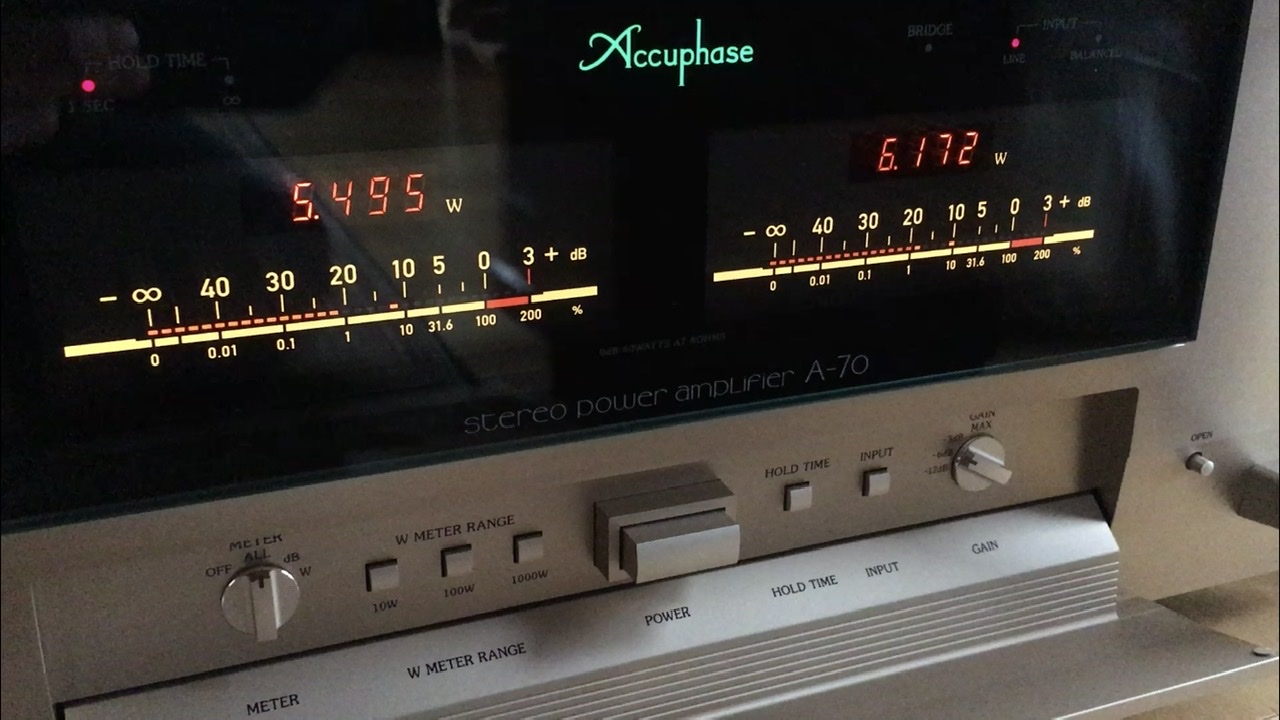 Accuphase
HOLD TIME
SEC
∞
BRIDGE
INPUT
LINE
BALANCED
5.495 W
6.172 W
− ∞ 40 30 20 10 5 0 3 + dB
0 0.01 0.1 1 10 31.6 100 200 %
− ∞ 40 30 20 10 5 0 3 + dB
0 0.01 0.1 1 10 31.6 100 200 %
stereo power amplifier A-70
METER
ALL
OFF
dB
W
W METER RANGE
10W
100W
1000W
HOLD TIME
INPUT
GAIN
MAX
-3dB
-6dB
-12dB
OPEN
METER
W METER RANGE
POWER
HOLD TIME
INPUT
GAIN